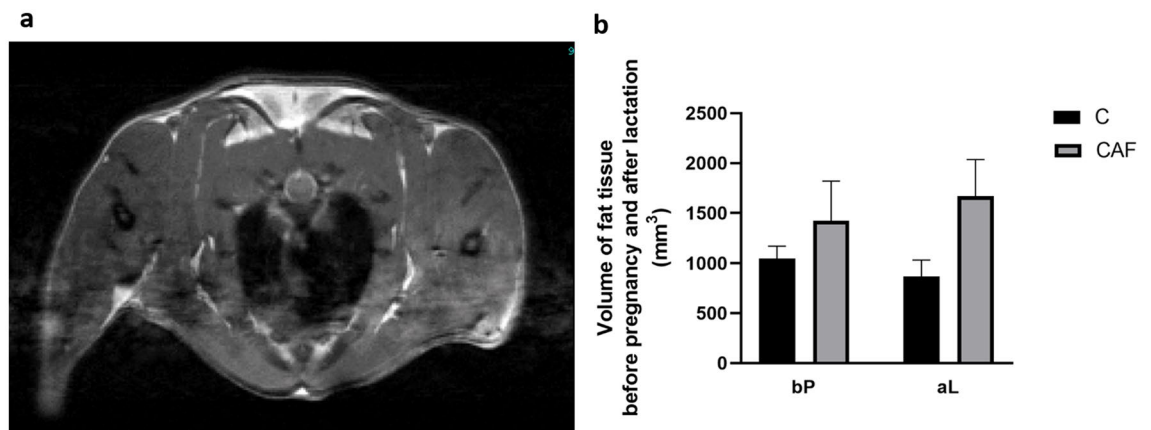 a
9
b
Volume of fat tissue
before pregnancy and after lactation
(mm³)
2500
2000
1500
1000
500
0
bP
aL
C
CAF